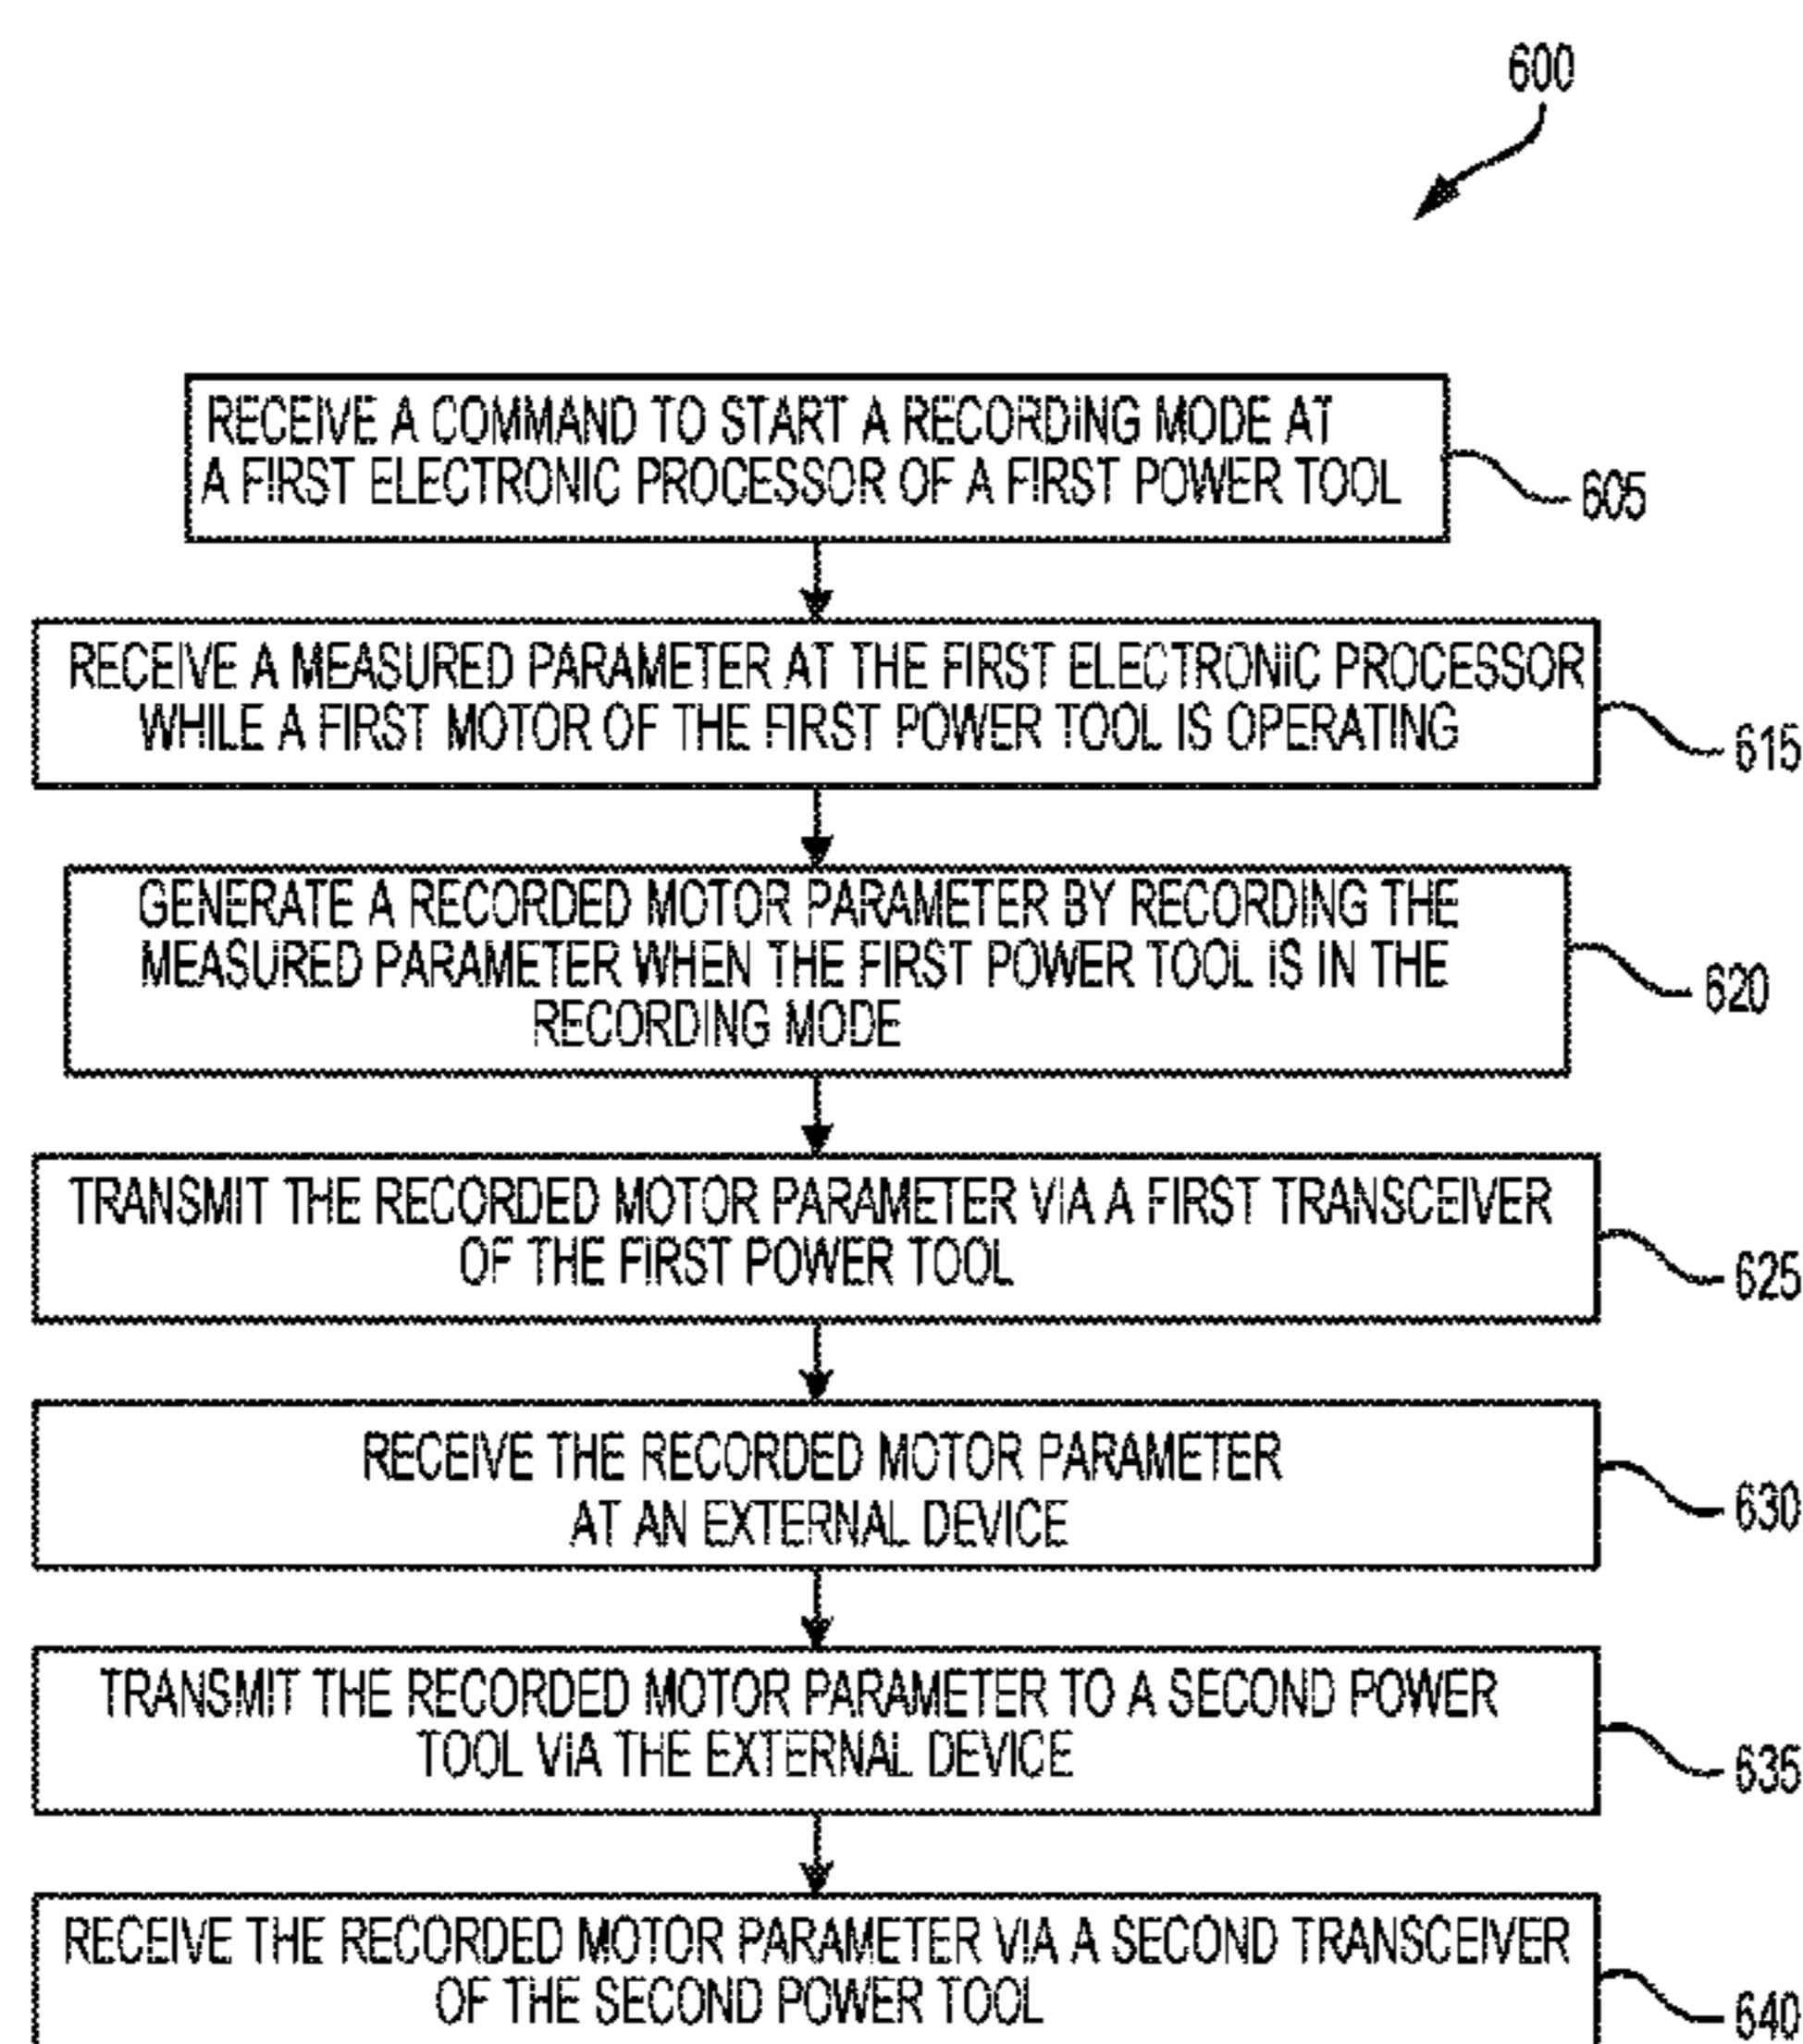 600
RECEIVE A COMMAND TO START A RECORDING MODE AT
A FIRST ELECTRONIC PROCESSOR OF A FIRST POWER TOOL
605
RECEIVE A MEASURED PARAMETER AT THE FIRST ELECTRONIC PROCESSOR
WHILE A FIRST MOTOR OF THE FIRST POWER TOOL IS OPERATING
615
GENERATE A RECORDED MOTOR PARAMETER BY RECORDING THE
MEASURED PARAMETER WHEN THE FIRST POWER TOOL IS IN THE
RECORDING MODE
620
TRANSMIT THE RECORDED MOTOR PARAMETER VIA A FIRST TRANSCEIVER
OF THE FIRST POWER TOOL
625
RECEIVE THE RECORDED MOTOR PARAMETER
AT AN EXTERNAL DEVICE
630
TRANSMIT THE RECORDED MOTOR PARAMETER TO A SECOND POWER
TOOL VIA THE EXTERNAL DEVICE
635
RECEIVE THE RECORDED MOTOR PARAMETER VIA A SECOND TRANSCEIVER
OF THE SECOND POWER TOOL
640